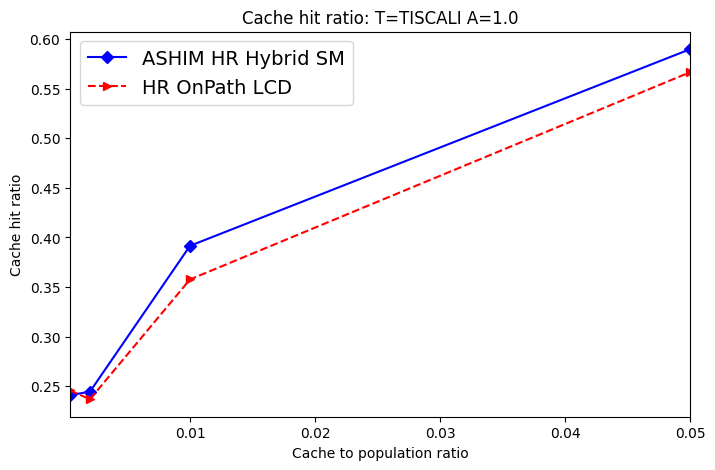 Cache hit ratio: T=TISCALI A=1.0
ASHIM HR Hybrid SM
HR OnPath LCD
Cache hit ratio
0.60
0.55
0.50
0.45
0.40
0.35
0.30
0.25
0.01 0.02 0.03 0.04 0.05
Cache to population ratio